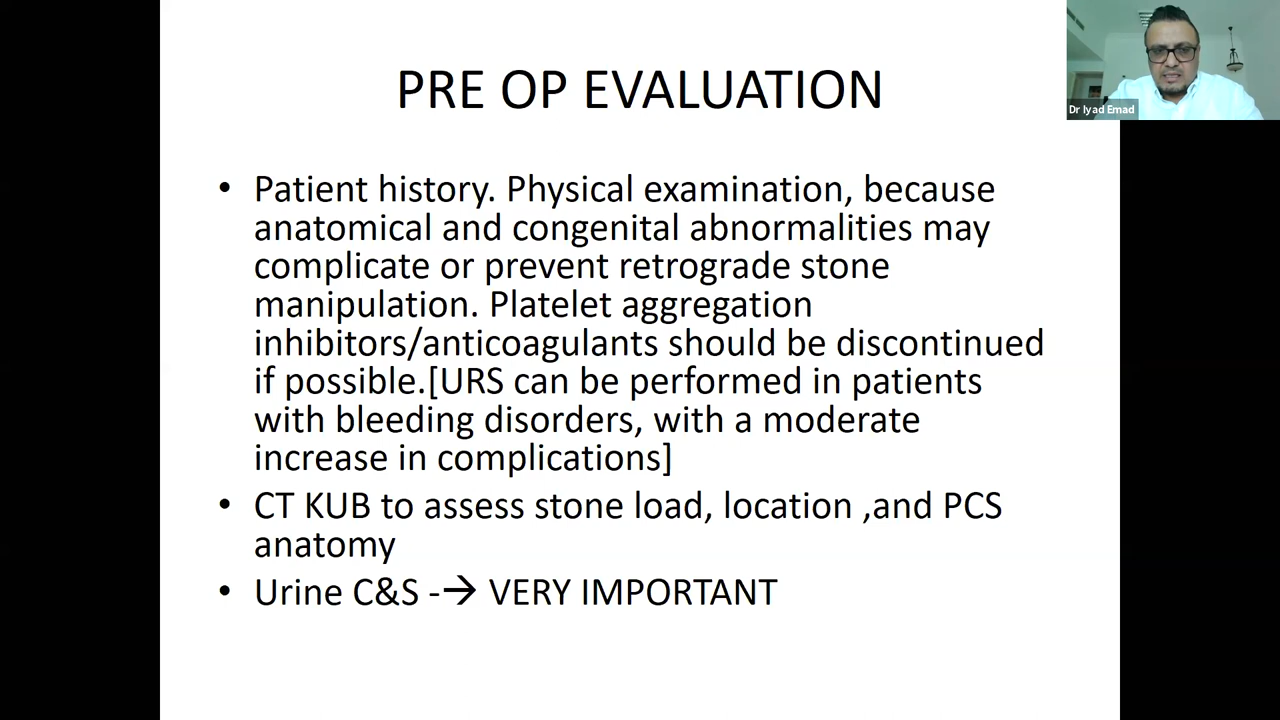 PRE OP EVALUATION
Dr Iyad Emad
• Patient history. Physical examination, because
anatomical and congenital abnormalities may
complicate or prevent retrograde stone
manipulation. Platelet aggregation
inhibitors/anticoagulants should be discontinued
if possible.[URS can be performed in patients
with bleeding disorders, with a moderate
increase in complications]
• CT KUB to assess stone load, location ,and PCS
anatomy
• Urine C&S -→ VERY IMPORTANT